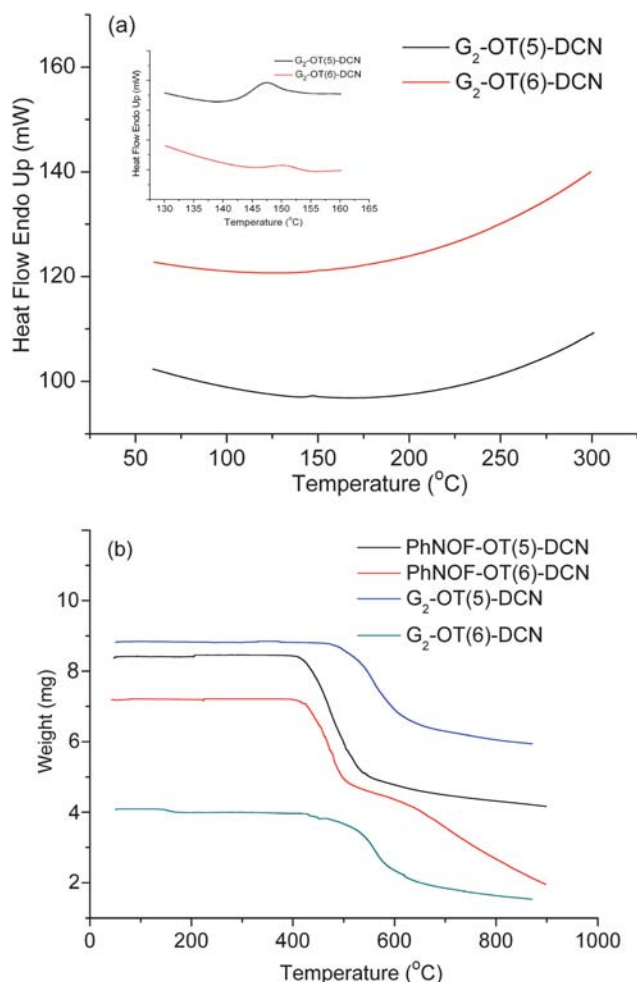 (a)
G₂-OT(5)-DCN
G₂-OT(6)-DCN
G₂-OT(5)-DCN
G₂-OT(6)-DCN
Heat Flow Endo Up (mW)
130 135 140 145 150 155 160 165
Temperature (°C)
Heat Flow Endo Up (mW)
160
140
120
100
50 100 150 200 250 300
Temperature (°C)
(b)
PhNOF-OT(5)-DCN
PhNOF-OT(6)-DCN
G₂-OT(5)-DCN
G₂-OT(6)-DCN
Weight (mg)
10
8
6
4
2
0 200 400 600 800 1000
Temperature (°C)